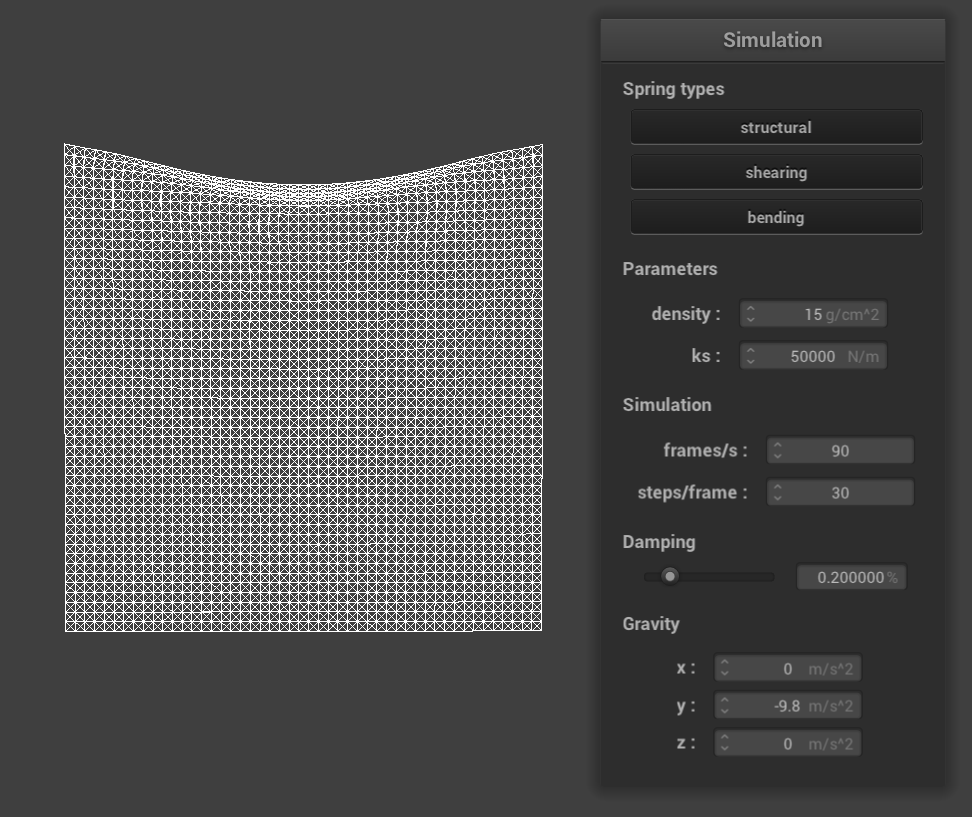 Simulation
Spring types
structural
shearing
bending
Parameters
density : 15 g/cm^2
ks : 50000 N/m
Simulation
frames/s : 90
steps/frame : 30
Damping
0.200000 %
Gravity
x : 0 m/s^2
y : -9.8 m/s^2
z : 0 m/s^2